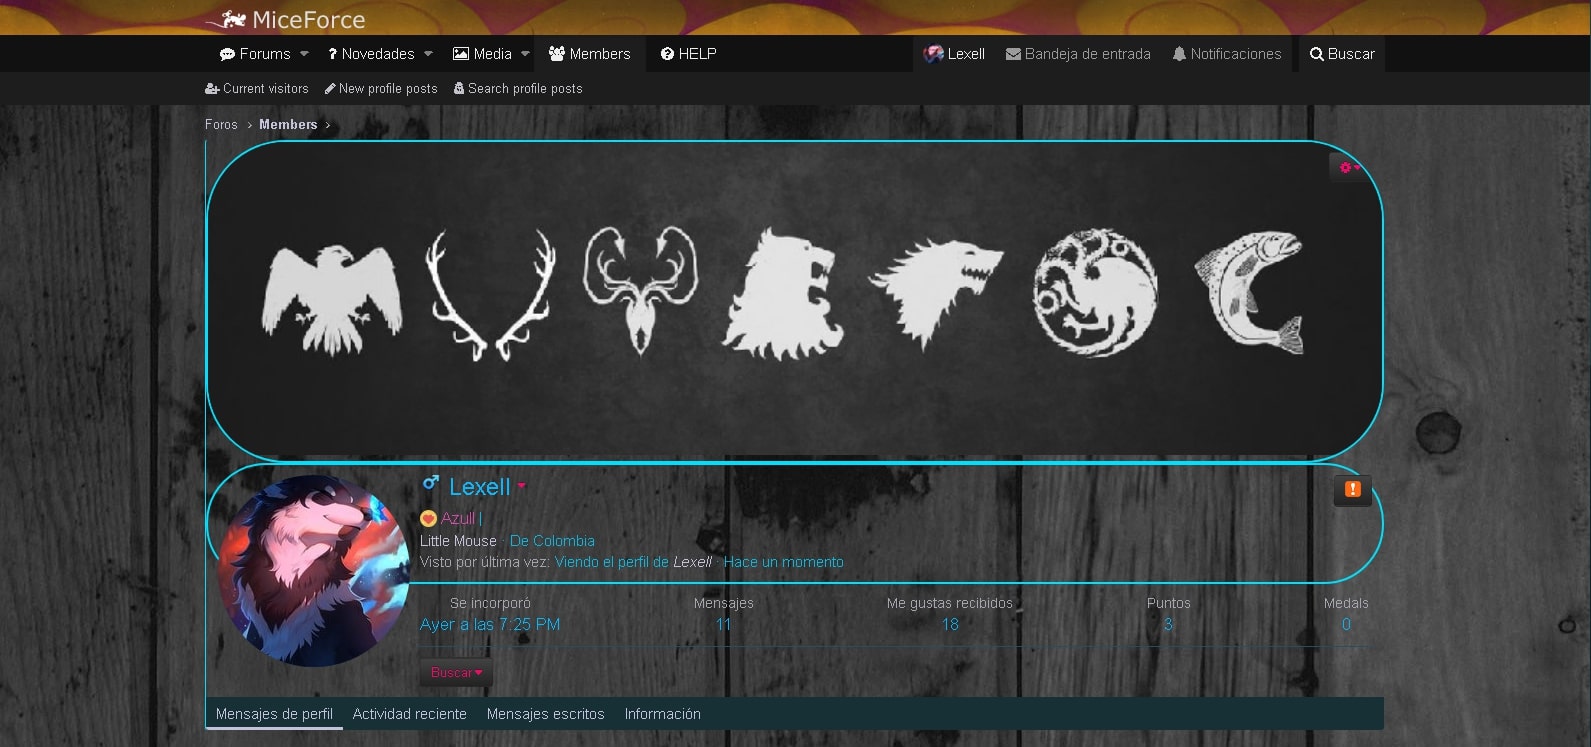 MiceForce
Forums ? Novedades Media Members HELP Lexell Bandeja de entrada Notificaciones Buscar
Current visitors New profile posts Search profile posts
Foros › Members ›
Lexell
Azull |
Little Mouse · De Colombia
Visto por última vez: Viendo el perfil de Lexell · Hace un momento
Se incorporó Mensajes Me gustas recibidos Puntos Medals
Ayer a las 7:25 PM 11 18 3 0
Buscar
Mensajes de perfil Actividad reciente Mensajes escritos Información